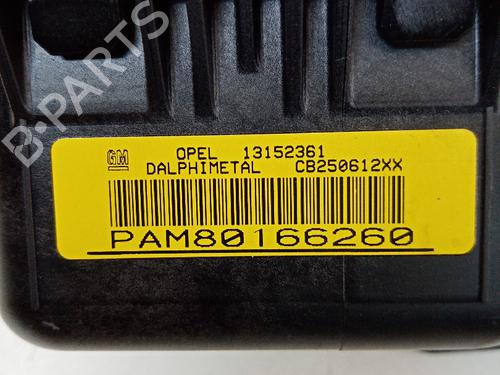 B-PARTS
GM OPEL 13152361
DALPHIMETAL CB250612XX
PAM80166260